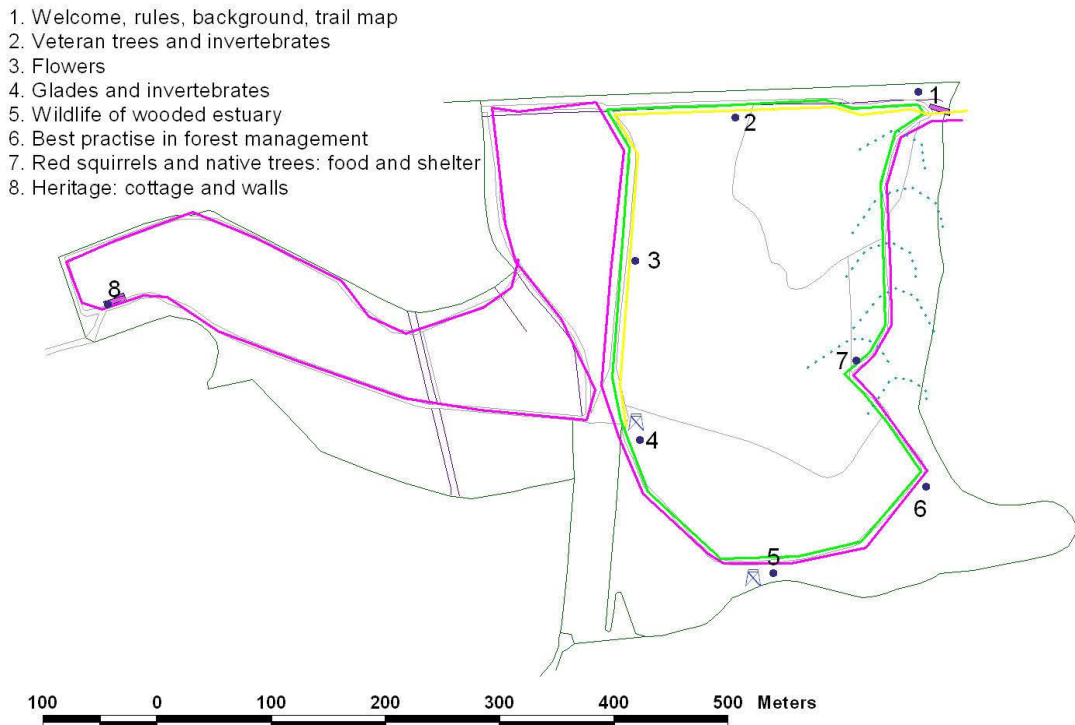 1. Welcome, rules, background, trail map
2. Veteran trees and invertebrates
3. Flowers
4. Glades and invertebrates
5. Wildlife of wooded estuary
6. Best practise in forest management
7. Red squirrels and native trees: food and shelter
8. Heritage: cottage and walls
1
2
3
8
7
4
6
5
100 0 100 200 300 400 500 Meters